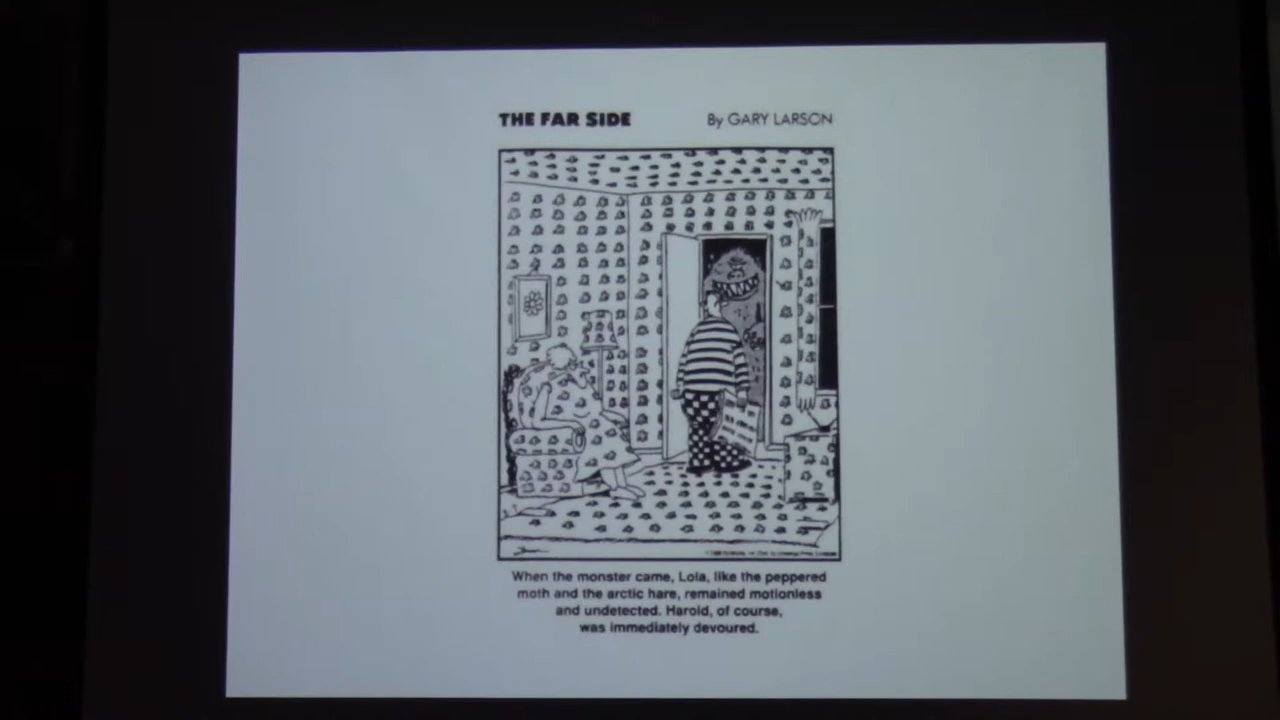 THE FAR SIDE By GARY LARSON
When the monster came, Lola, like the peppered
moth and the arctic hare, remained motionless
and undetected. Harold, of course,
was immediately devoured.